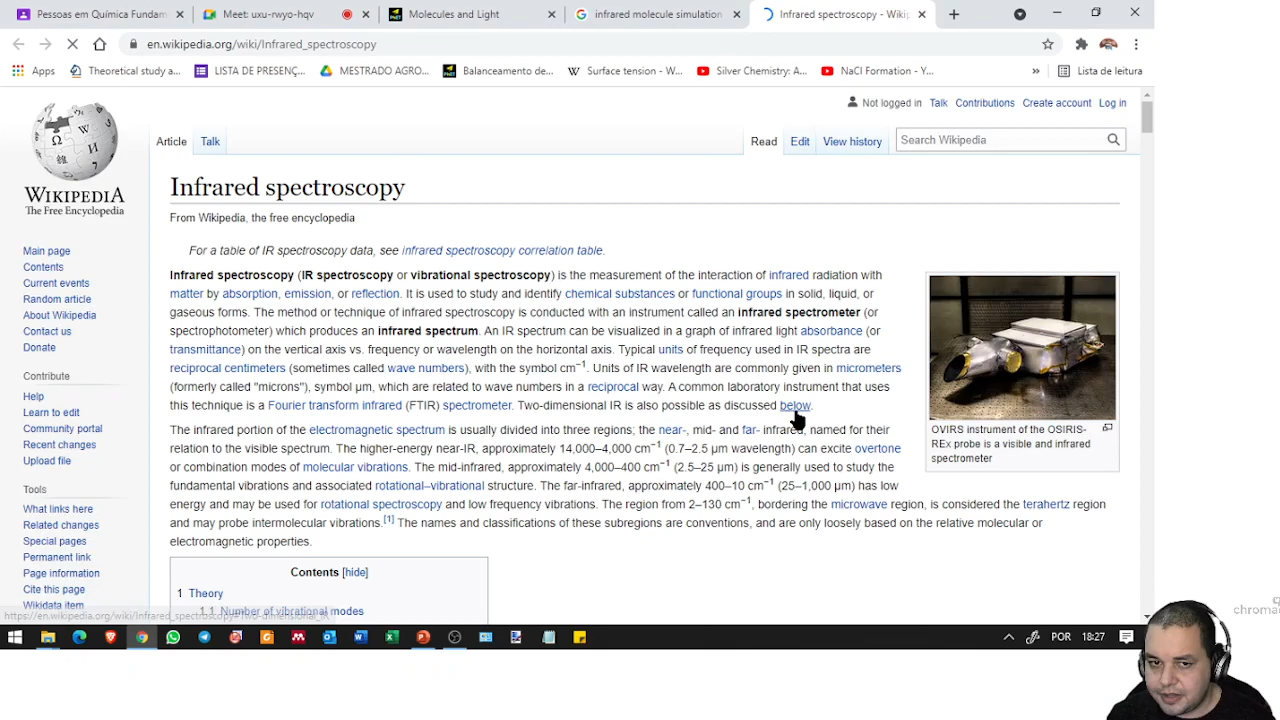 Pessoas em Química Fundam
Meet: uxu-rwyo-hqv
Molecules and Light
infrared molecule simulation
Infrared spectroscopy - Wikip
en.wikipedia.org/wiki/Infrared_spectroscopy
Apps
Theoretical study a...
LISTA DE PRESENÇ...
MESTRADO AGRO...
Balanceamento de...
Surface tension - W...
Silver Chemistry: A...
NaCl Formation - Y...
»
Lista de leitura
Not logged in Talk Contributions Create account Log in
Article Talk Read Edit View history Search Wikipedia
WIKIPEDIA
The Free Encyclopedia
Main page
Contents
Current events
Random article
About Wikipedia
Contact us
Donate
Contribute
Help
Learn to edit
Community portal
Recent changes
Upload file
Tools
What links here
Related changes
Special pages
Permanent link
Page information
Cite this page
Wikidata item
Infrared spectroscopy
From Wikipedia, the free encyclopedia
For a table of IR spectroscopy data, see infrared spectroscopy correlation table.
Infrared spectroscopy (IR spectroscopy or vibrational spectroscopy) is the measurement of the interaction of infrared radiation with
matter by absorption, emission, or reflection. It is used to study and identify chemical substances or functional groups in solid, liquid, or
gaseous forms. The method or technique of infrared spectroscopy is conducted with an instrument called an infrared spectrometer (or
spectrophotometer) which produces an infrared spectrum. An IR spectrum can be visualized in a graph of infrared light absorbance (or
transmittance) on the vertical axis vs. frequency or wavelength on the horizontal axis. Typical units of frequency used in IR spectra are
reciprocal centimeters (sometimes called wave numbers), with the symbol cm−1. Units of IR wavelength are commonly given in micrometers
(formerly called "microns"), symbol μm, which are related to wave numbers in a reciprocal way. A common laboratory instrument that uses
this technique is a Fourier transform infrared (FTIR) spectrometer. Two-dimensional IR is also possible as discussed below.
The infrared portion of the electromagnetic spectrum is usually divided into three regions; the near-, mid- and far- infrared, named for their
relation to the visible spectrum. The higher-energy near-IR, approximately 14,000–4,000 cm−1 (0.7–2.5 μm wavelength) can excite overtone
or combination modes of molecular vibrations. The mid-infrared, approximately 4,000–400 cm−1 (2.5–25 μm) is generally used to study the
fundamental vibrations and associated rotational–vibrational structure. The far-infrared, approximately 400–10 cm−1 (25–1,000 μm) has low
energy and may be used for rotational spectroscopy and low frequency vibrations. The region from 2–130 cm−1, bordering the microwave region, is considered the terahertz region
and may probe intermolecular vibrations.[1] The names and classifications of these subregions are conventions, and are only loosely based on the relative molecular or
electromagnetic properties.
OVIRS instrument of the OSIRIS-
REx probe is a visible and infrared
spectrometer
Contents [hide]
1 Theory
1.1 Number of vibrational modes
https://en.wikipedia.org/wiki/Infrared_spectroscopy#Two-dimensional_IR
POR 18:27